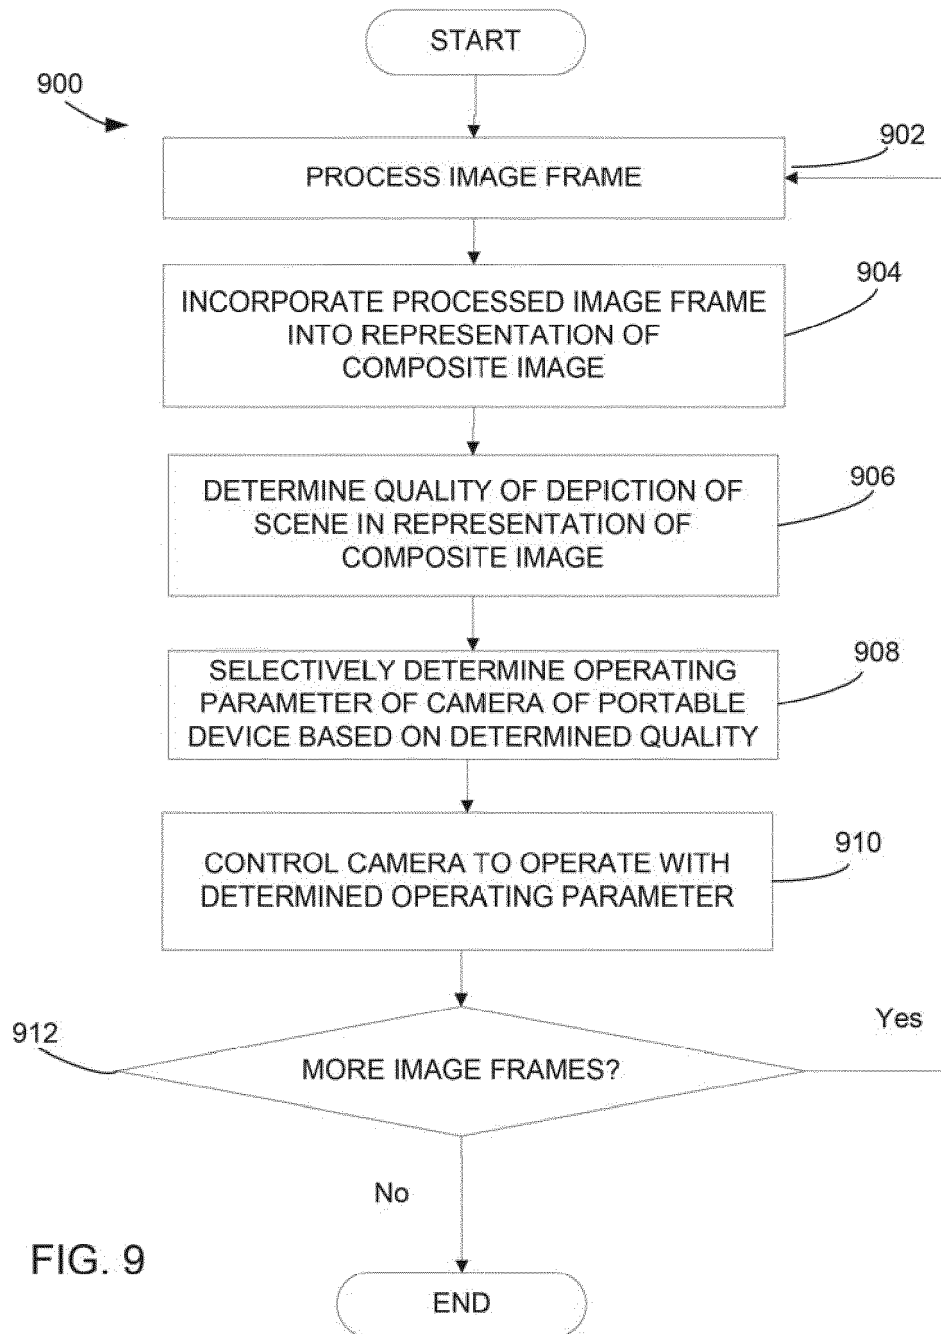 START
900
902
PROCESS IMAGE FRAME
904
INCORPORATE PROCESSED IMAGE FRAME
INTO REPRESENTATION OF
COMPOSITE IMAGE
906
DETERMINE QUALITY OF DEPICTION OF
SCENE IN REPRESENTATION OF
COMPOSITE IMAGE
908
SELECTIVELY DETERMINE OPERATING
PARAMETER OF CAMERA OF PORTABLE
DEVICE BASED ON DETERMINED QUALITY
910
CONTROL CAMERA TO OPERATE WITH
DETERMINED OPERATING PARAMETER
912
Yes
MORE IMAGE FRAMES?
No
FIG. 9
END